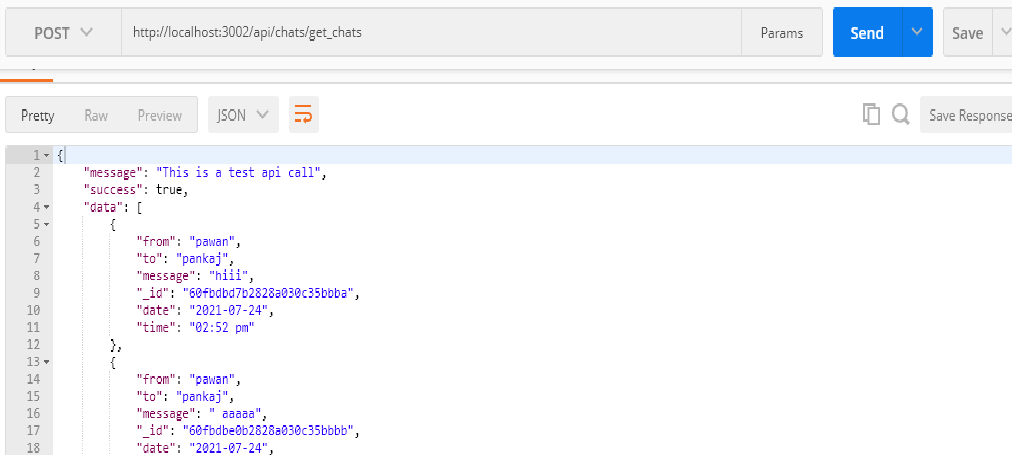 POST http://localhost:3002/api/chats/get_chats Params Send Save
Pretty Raw Preview JSON Save Response
1 {
2 "message": "This is a test api call",
3 "success": true,
4 "data": [
5 {
6 "from": "pawan",
7 "to": "pankaj",
8 "message": "hiii",
9 "_id": "60fbdbd7b2828a030c35bbba",
10 "date": "2021-07-24",
11 "time": "02:52 pm"
12 },
13 {
14 "from": "pawan",
15 "to": "pankaj",
16 "message": " aaaaa",
17 "_id": "60fbdbe0b2828a030c35bbbb",
18 "date": "2021-07-24",